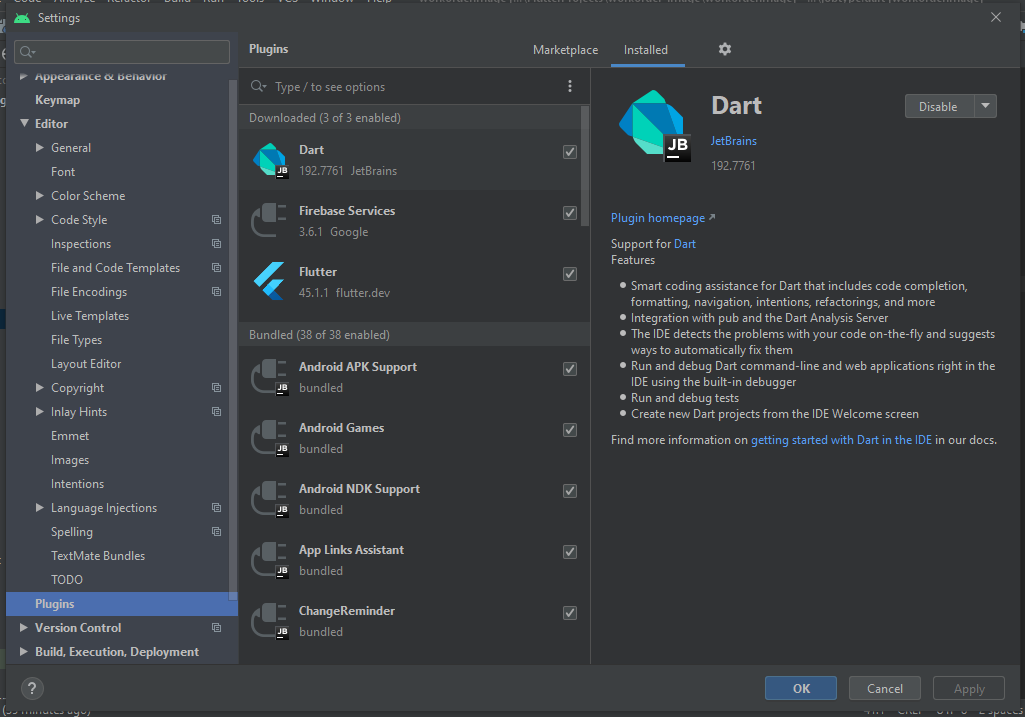 Settings
Appearance & Behavior
Keymap
Editor
General
Font
Color Scheme
Code Style
Inspections
File and Code Templates
File Encodings
Live Templates
File Types
Layout Editor
Copyright
Inlay Hints
Emmet
Images
Intentions
Language Injections
Spelling
TextMate Bundles
TODO
Plugins
Version Control
Build, Execution, Deployment
Plugins
Marketplace
Installed
Type / to see options
Downloaded (3 of 3 enabled)
Dart
192.7761 JetBrains
Firebase Services
3.6.1 Google
Flutter
45.1.1 flutter.dev
Bundled (38 of 38 enabled)
Android APK Support
bundled
Android Games
bundled
Android NDK Support
bundled
App Links Assistant
bundled
ChangeReminder
bundled
JB
Dart
JetBrains
192.7761
Disable
Plugin homepage
Support for Dart
Features
Smart coding assistance for Dart that includes code completion,
formatting, navigation, intentions, refactorings, and more
Integration with pub and the Dart Analysis Server
The IDE detects the problems with your code on-the-fly and suggests
ways to automatically fix them
Run and debug Dart command-line and web applications right in the
IDE using the built-in debugger
Run and debug tests
Create new Dart projects from the IDE Welcome screen
Find more information on getting started with Dart in the IDE in our docs.
?
OK
Cancel
Apply